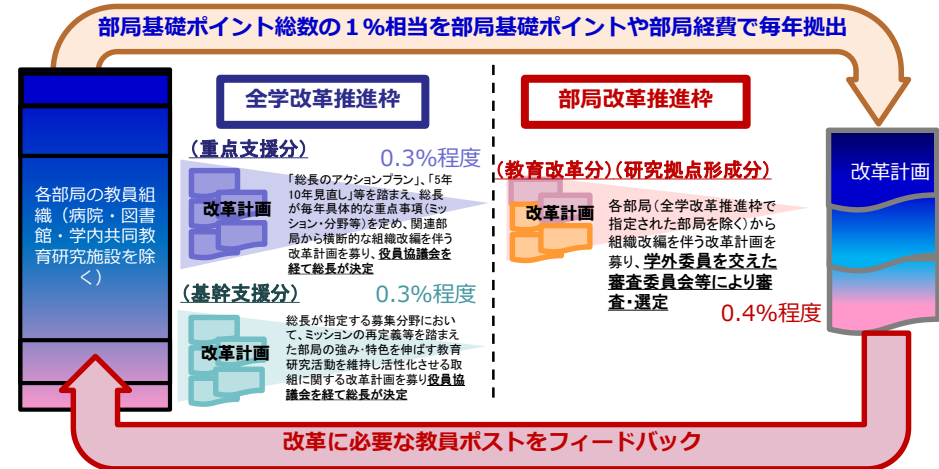 部局基礎ポイント総数の１％相当を部局基礎ポイントや部局経費で毎年拠出
各部局の教員組
織（病院・図書
館・学内共同教
育研究施設を除
く）
全学改革推進枠
（重点支援分）
0.3%程度
改革計画
「総長のアクションプラン」、「5年
10年見直し」等を踏まえ、総長
が毎年具体的な重点事項（ミッ
ション・分野等）を定め、関連部
局から横断的な組織改編を伴う
改革計画を募り、役員協議会を
経て総長が決定
（基幹支援分）
0.3%程度
改革計画
総長が指定する募集分野におい
て、ミッションの再定義等を踏まえ
た部局の強み・特色を伸ばす教育
研究活動を維持し活性化させる取
組に関する改革計画を募り役員協
議会を経て総長が決定
部局改革推進枠
（教育改革分）（研究拠点形成分）
改革計画
各部局（全学改革推進枠で
指定された部局を除く）から
組織改編を伴う改革計画を
募り、学外委員を交えた
審査委員会等により審
査・選定
0.4%程度
改革計画
改革に必要な教員ポストをフィードバック